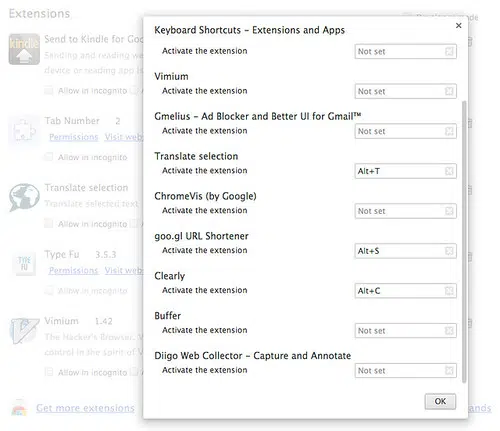 Extensions
Send to Kindle for Goo
Sending and reading we
device or reading app is
Allow in incognito
Tab Number 2
Permissions Visit web
Allow in incognito
Translate selection
Translate selected text
Allow in incognito
Type Fu 3.5.3
Permissions Visit webs
Allow in incognito
Vimium 1.42
The Hacker's Browser. V
control in the spirit of V
Allow in incognito
Get more extensions
Keyboard Shortcuts – Extensions and Apps
Activate the extension Not set
Vimium
Activate the extension Not set
Gmelius – Ad Blocker and Better UI for Gmail™
Activate the extension Not set
Translate selection
Activate the extension Alt+T
ChromeVis (by Google)
Activate the extension Not set
goo.gl URL Shortener
Activate the extension Alt+S
Clearly
Activate the extension Alt+C
Buffer
Activate the extension Not set
Diigo Web Collector – Capture and Annotate
Activate the extension Not set
OK